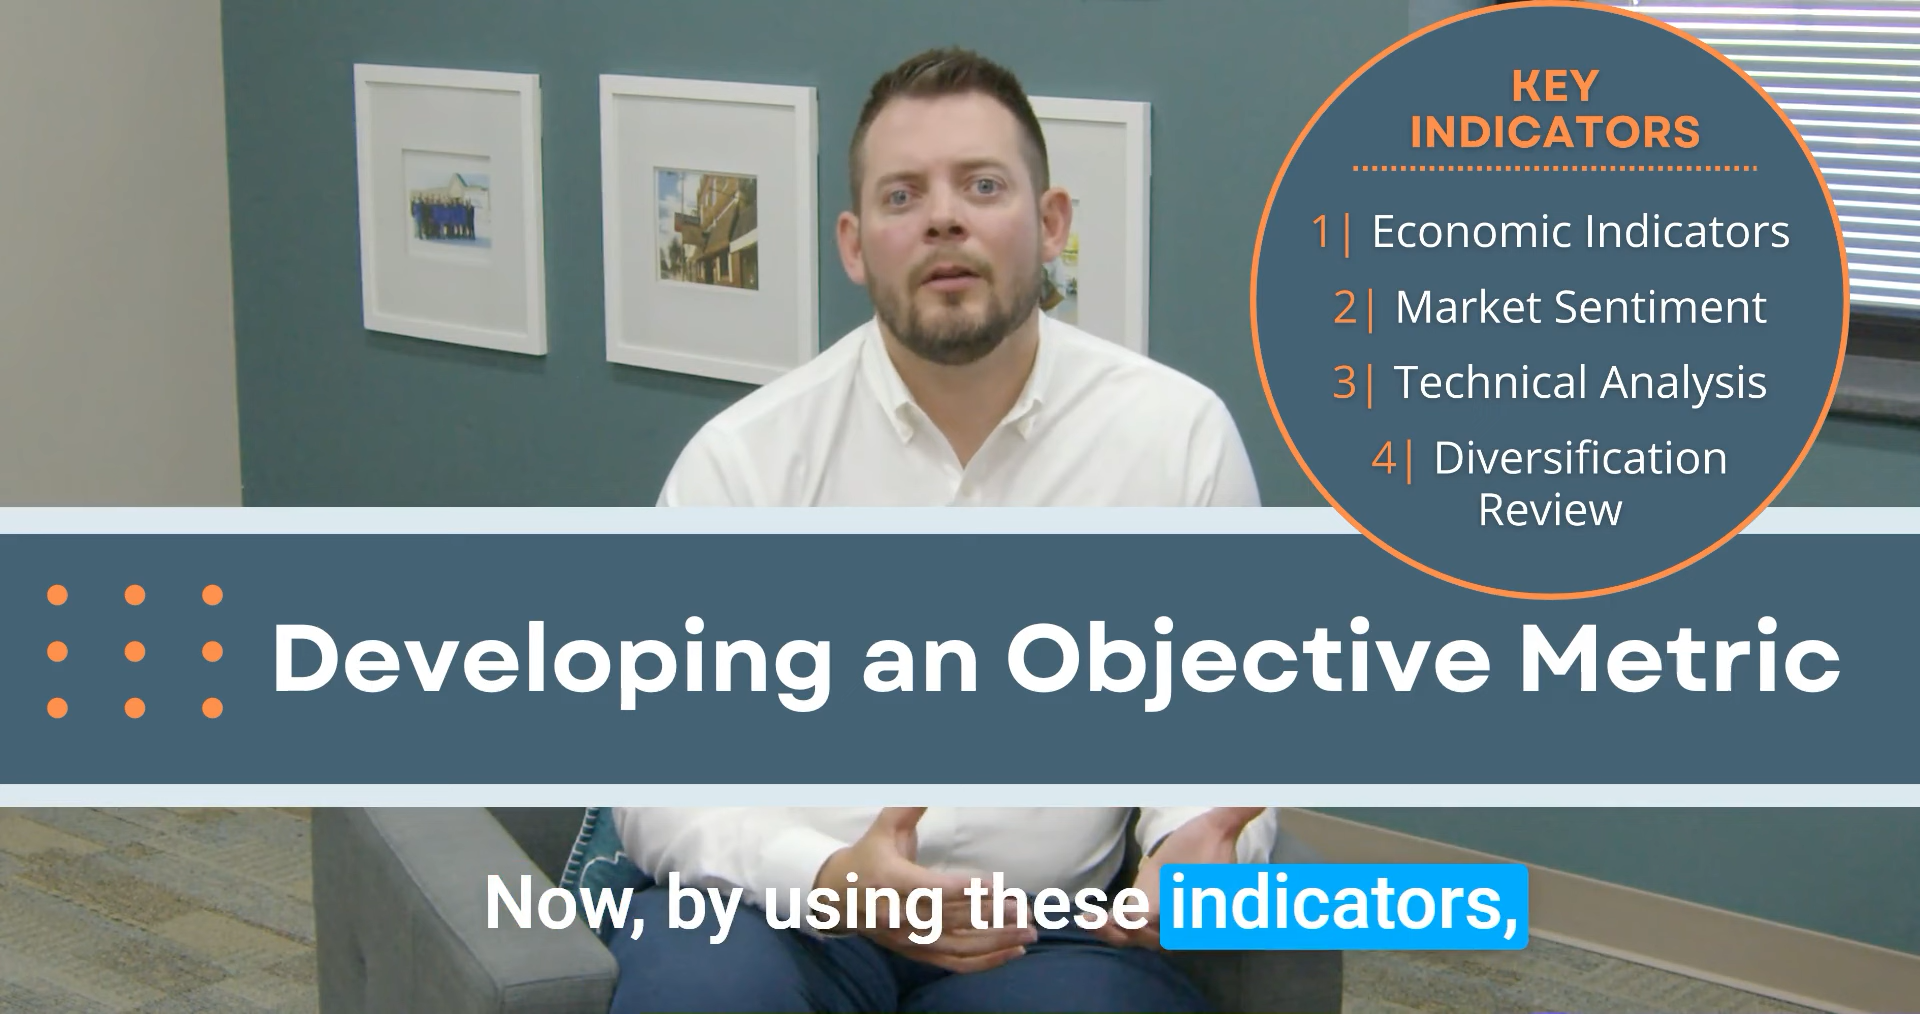 KEY
INDICATORS
1| Economic Indicators
2| Market Sentiment
3| Technical Analysis
4| Diversification
Review
Developing an Objective Metric
Now, by using these indicators,